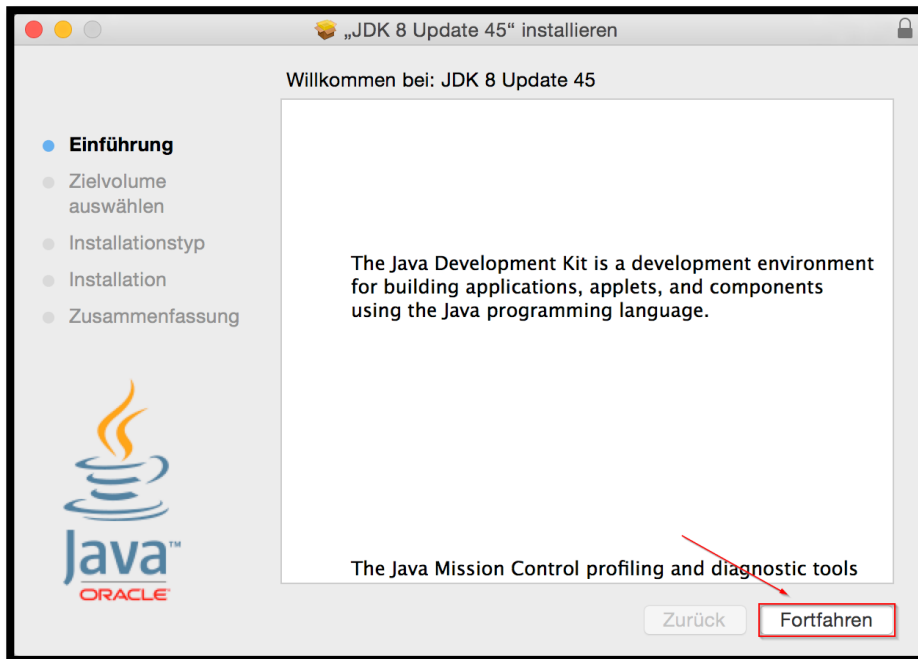 „JDK 8 Update 45“ installieren
Willkommen bei: JDK 8 Update 45
Einführung
Zielvolume
auswählen
Installationstyp
Installation
Zusammenfassung
The Java Development Kit is a development environment
for building applications, applets, and components
using the Java programming language.
The Java Mission Control profiling and diagnostic tools
Java™
ORACLE
Zurück
Fortfahren